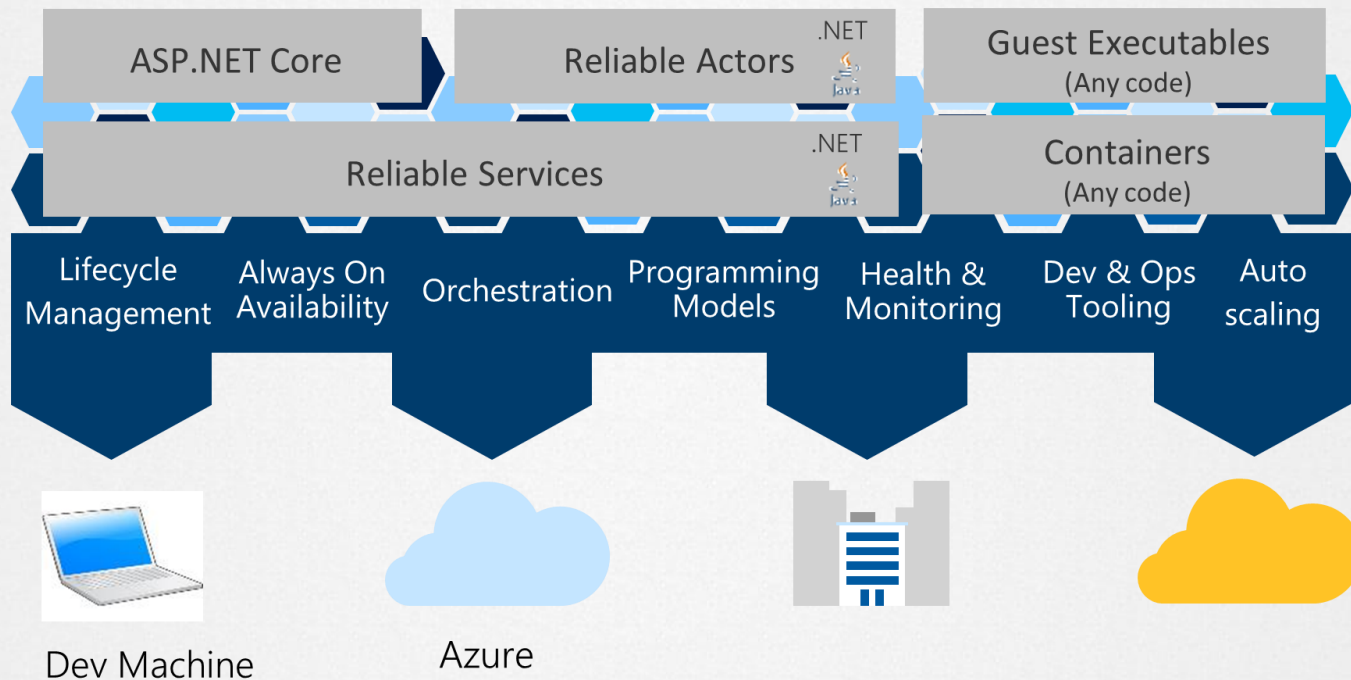 ASP.NET Core
Reliable Actors
.NET
Java
Guest Executables
(Any code)
Reliable Services
.NET
Java
Containers
(Any code)
Lifecycle
Management
Always On
Availability
Orchestration
Programming
Models
Health &
Monitoring
Dev & Ops
Tooling
Auto
scaling
Dev Machine
Azure